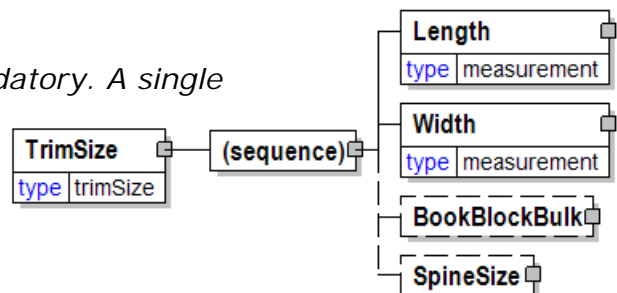 datory. A single
Length
type measurement
Width
type measurement
TrimSize
type trimSize
(sequence)
BookBlockBulk
SpineSize